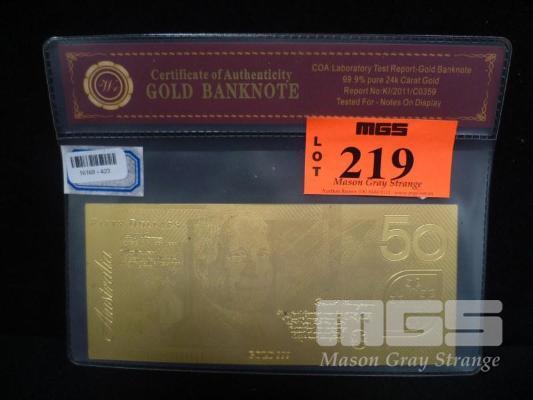 Certificate of Authenticity
GOLD BANKNOTE
COA:Laboratory Test Report-Gold Banknote
99.9% pure 24k Carat Gold
Report No:KI/2011/C0359
Tested For - Notes On Display
MGS
LOT
219
Mason Gray Strange
16168 - 423
Australia
50
MGS
Mason Gray Strange